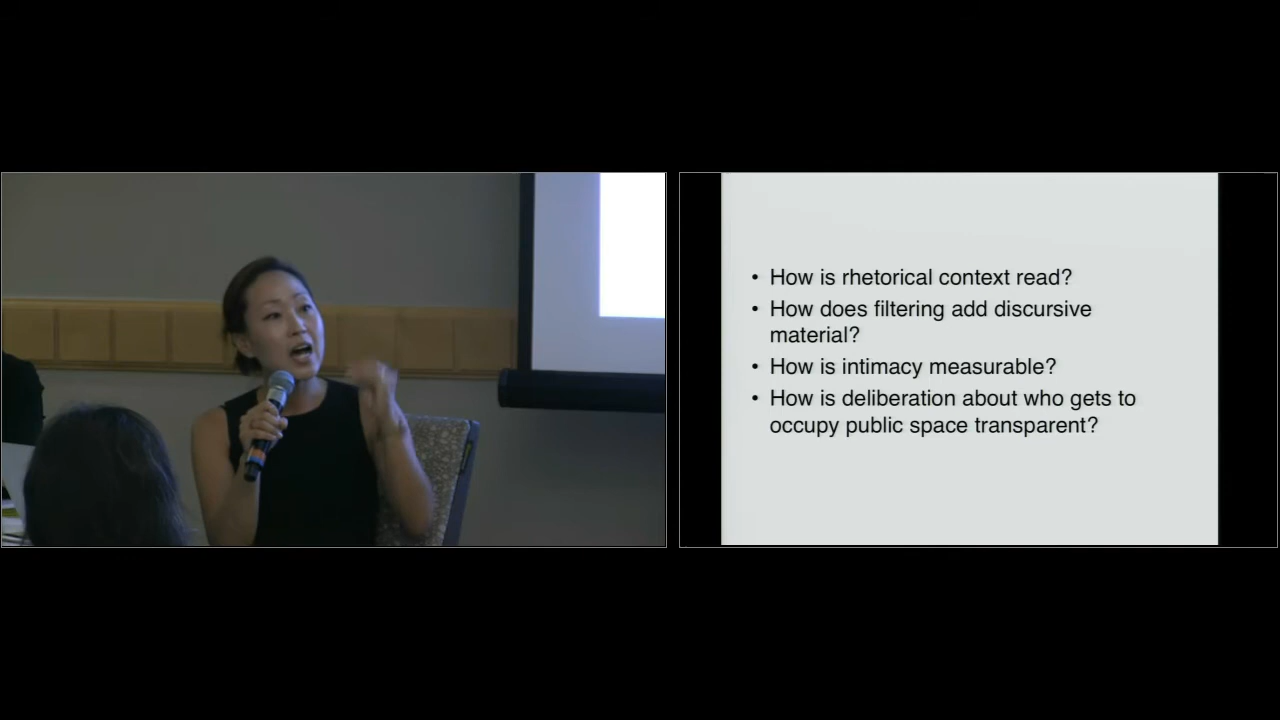 • How is rhetorical context read?
• How does filtering add discursive
material?
• How is intimacy measurable?
• How is deliberation about who gets to
occupy public space transparent?